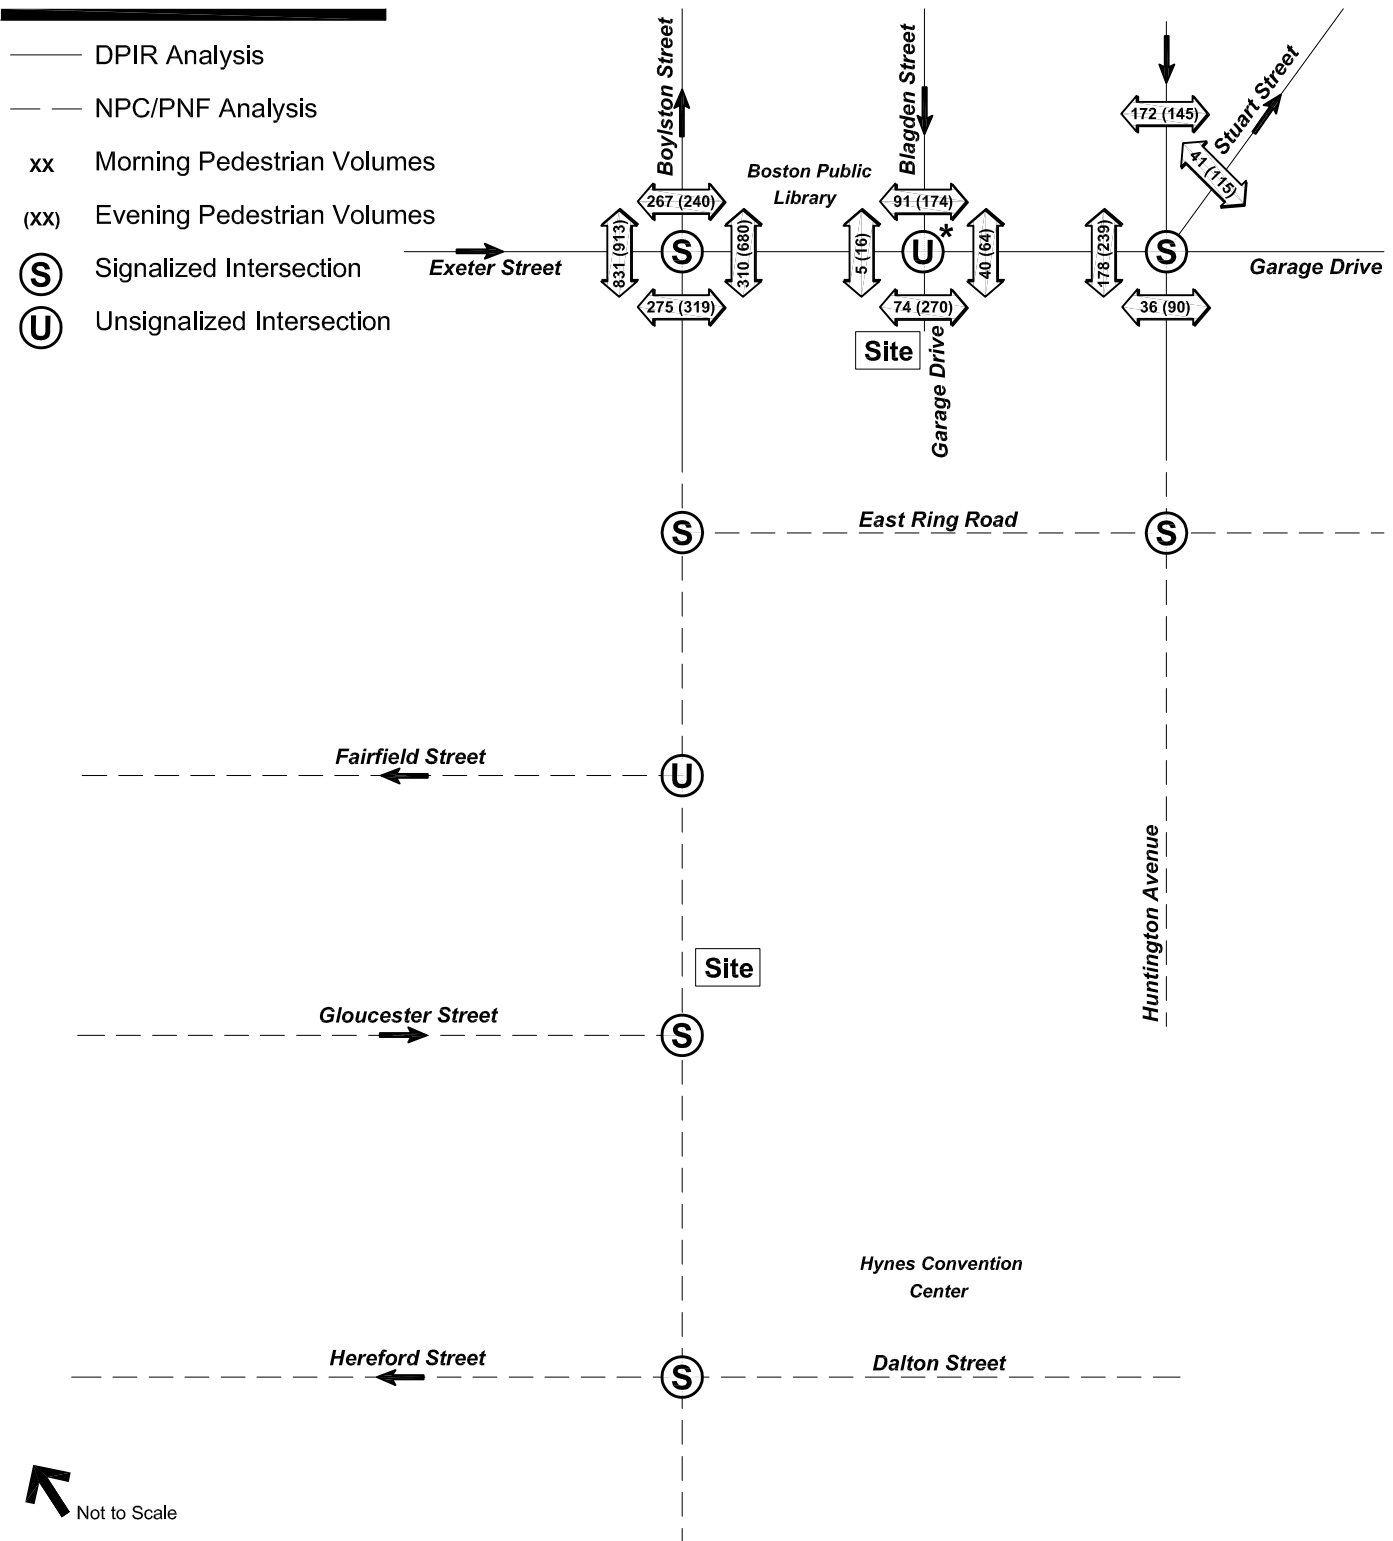 DPIR Analysis
NPC/PNF Analysis
xx Morning Pedestrian Volumes
(XX) Evening Pedestrian Volumes
S Signalized Intersection
U Unsignalized Intersection
Boylston Street
Blagden Street
Stuart Street
172 (145)
41 (115)
Boston Public
Library
267 (240)
91 (174)
831 (913)
S
310 (680)
5 (16)
U
*
40 (64)
178 (239)
S
Exeter Street
Garage Drive
275 (319)
74 (270)
36 (90)
Site
Garage Drive
S
East Ring Road
S
Fairfield Street
U
Huntington Avenue
Site
Gloucester Street
S
Hynes Convention
Center
Hereford Street
S
Dalton Street
Not to Scale